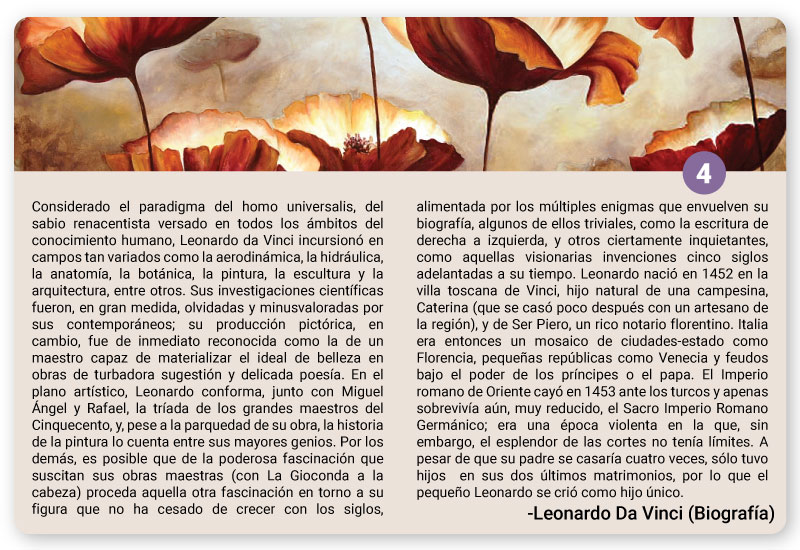 4
Considerado el paradigma del homo universalis, del
sabio renacentista versado en todos los ámbitos del
conocimiento humano, Leonardo da Vinci incursionó en
campos tan variados como la aerodinámica, la hidráulica,
la anatomía, la botánica, la pintura, la escultura y la
arquitectura, entre otros. Sus investigaciones científicas
fueron, en gran medida, olvidadas y minusvaloradas por
sus contemporáneos; su producción pictórica, en
cambio, fue de inmediato reconocida como la de un
maestro capaz de materializar el ideal de belleza en
obras de turbadora sugestión y delicada poesía. En el
plano artístico, Leonardo conforma, junto con Miguel
Ángel y Rafael, la tríada de los grandes maestros del
Cinquecento, y, pese a la parquedad de su obra, la historia
de la pintura lo cuenta entre sus mayores genios. Por los
demás, es posible que de la poderosa fascinación que
suscitan sus obras maestras (con La Gioconda a la
cabeza) proceda aquella otra fascinación en torno a su
figura que no ha cesado de crecer con los siglos,
alimentada por los múltiples enigmas que envuelven su
biografía, algunos de ellos triviales, como la escritura de
derecha a izquierda, y otros ciertamente inquietantes,
como aquellas visionarias invenciones cinco siglos
adelantadas a su tiempo. Leonardo nació en 1452 en la
villa toscana de Vinci, hijo natural de una campesina,
Caterina (que se casó poco después con un artesano de
la región), y de Ser Piero, un rico notario florentino. Italia
era entonces un mosaico de ciudades-estado como
Florencia, pequeñas repúblicas como Venecia y feudos
bajo el poder de los príncipes o el papa. El Imperio
romano de Oriente cayó en 1453 ante los turcos y apenas
sobrevivía aún, muy reducido, el Sacro Imperio Romano
Germánico; era una época violenta en la que, sin
embargo, el esplendor de las cortes no tenía límites. A
pesar de que su padre se casaría cuatro veces, sólo tuvo
hijos en sus dos últimos matrimonios, por lo que el
pequeño Leonardo se crió como hijo único.
-Leonardo Da Vinci (Biografía)